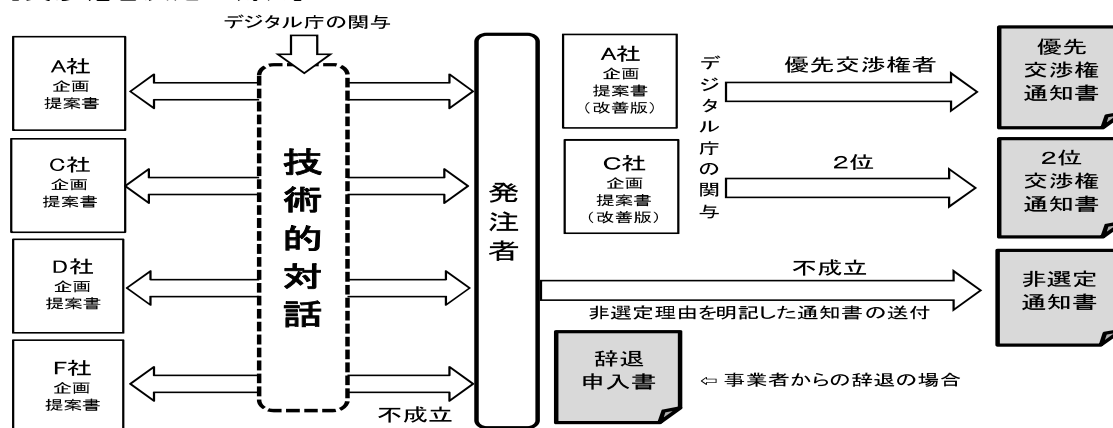 デジタル庁の関与
A社
企画
提案書
C社
企画
提案書
D社
企画
提案書
F社
企画
提案書
技術的対話
不成立
発注者
A社
企画
提案書
(改善版)
C社
企画
提案書
(改善版)
デジタル庁の関与
優先交渉権者
2位
不成立
非選定理由を明記した通知書の送付
辞退
申入書
⇦ 事業者からの辞退の場合
優先
交渉権
通知書
2位
交渉権
通知書
非選定
通知書